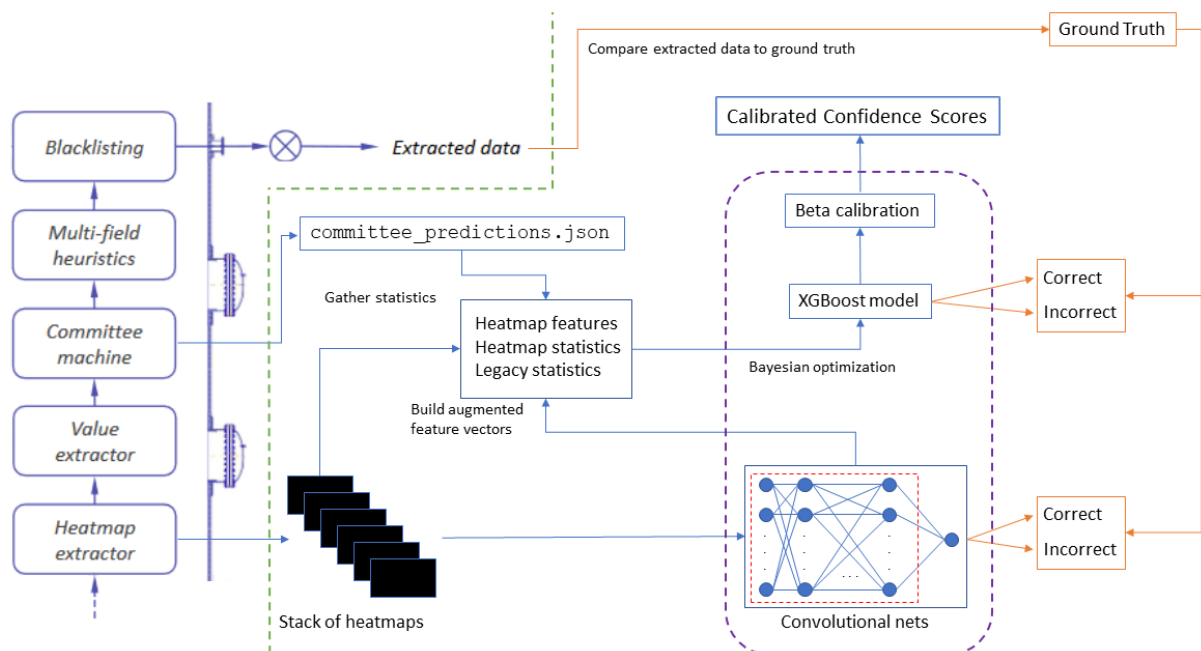 Ground Truth
Compare extracted data to ground truth
Calibrated Confidence Scores
Blacklisting
Extracted data
Beta calibration
Multi-field
heuristics
committee_predictions.json
Gather statistics
Correct
Incorrect
XGBoost model
Committee
machine
Heatmap features
Heatmap statistics
Legacy statistics
Bayesian optimization
Build augmented
feature vectors
Value
extractor
Heatmap
extractor
Correct
Incorrect
Stack of heatmaps
Convolutional nets